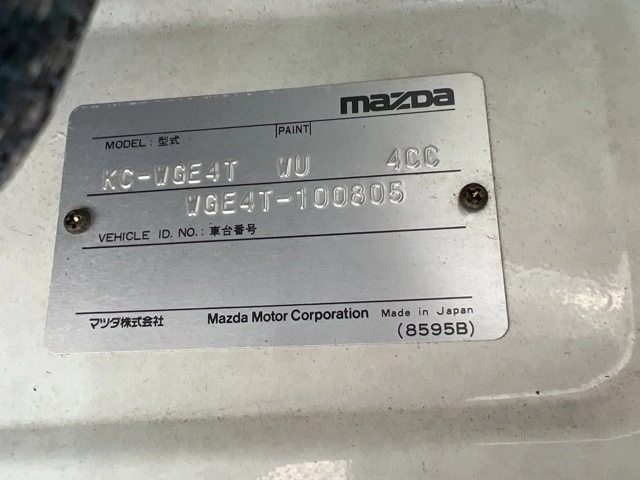 mazda
MODEL: 型式 PAINT
KC-WGE4T WU 4CC
WGE4T-100805
VEHICLE ID. NO.: 車台番号
マツダ株式会社 Mazda Motor Corporation Made in Japan
(8595B)